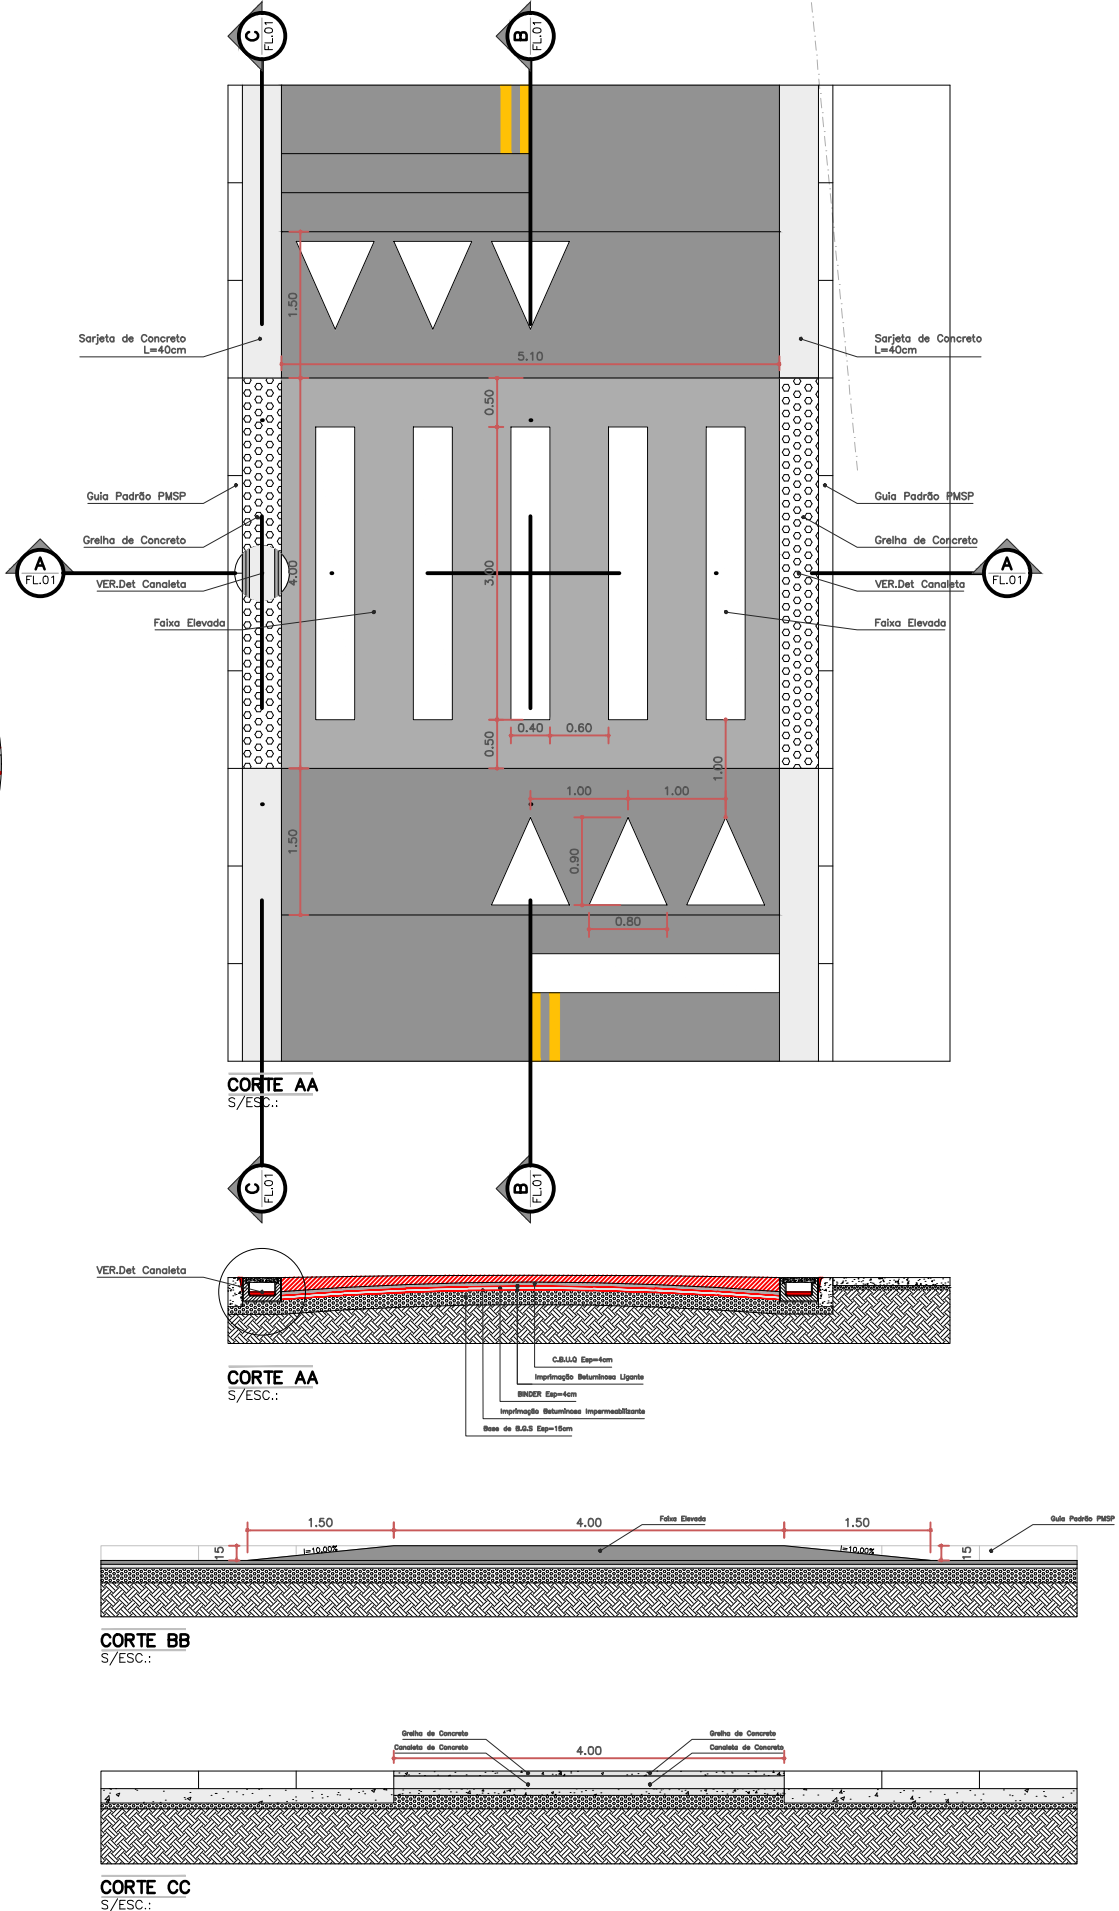 C
FL.01
B
FL.01
1.50
Sarjeta de Concreto
L=40cm
Sarjeta de Concreto
L=40cm
5.10
0.50
Guia Padrão PMSP
Guia Padrão PMSP
Grelha de Concreto
Grelha de Concreto
A
FL.01
4.00
3.00
A
FL.01
VER.Det Canaleta
VER.Det Canaleta
Faixa Elevada
Faixa Elevada
0.40
0.60
0.50
1.00
1.00
1.00
1.50
0.90
0.80
CORTE AA
S/ESC.:
C
FL.01
B
FL.01
VER.Det Canaleta
C.B.U.Q Esp=4cm
CORTE AA
S/ESC.:
Imprimação Betuminosa Ligante
BINDER Esp=4cm
Imprimação Betuminosa Impermeabilizante
Base de B.G.S Esp=15cm
1.50
4.00
Faixa Elevada
1.50
Guia Padrão PMSP
15
i=10,00%
i=10,00%
15
CORTE BB
S/ESC.:
Grelha de Concreto
Grelha de Concreto
Canaleta de Concreto
Canaleta de Concreto
4.00
CORTE CC
S/ESC.: